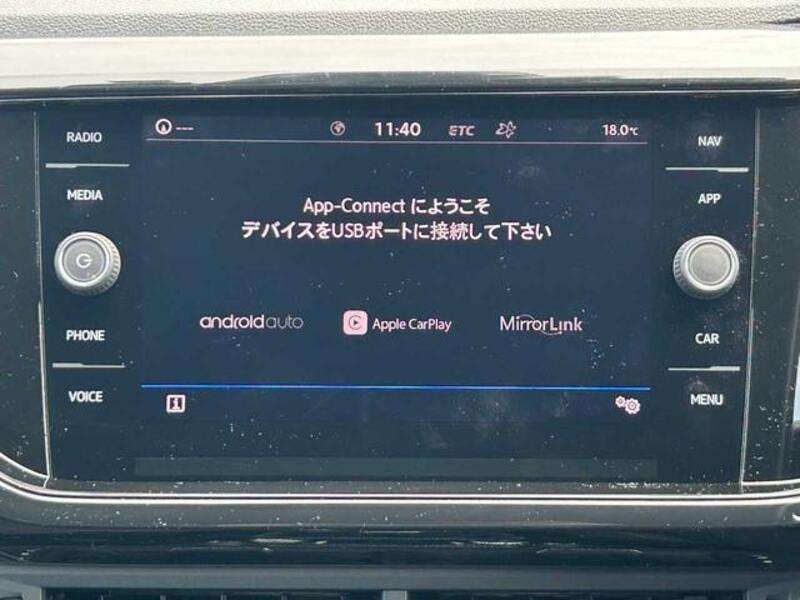 RADIO
MEDIA
PHONE
VOICE
11:40 ETC 18.0℃
App-Connect にようこそ
デバイスをUSBポートに接続して下さい
androidauto Apple CarPlay MirrorLink
NAV
APP
CAR
MENU